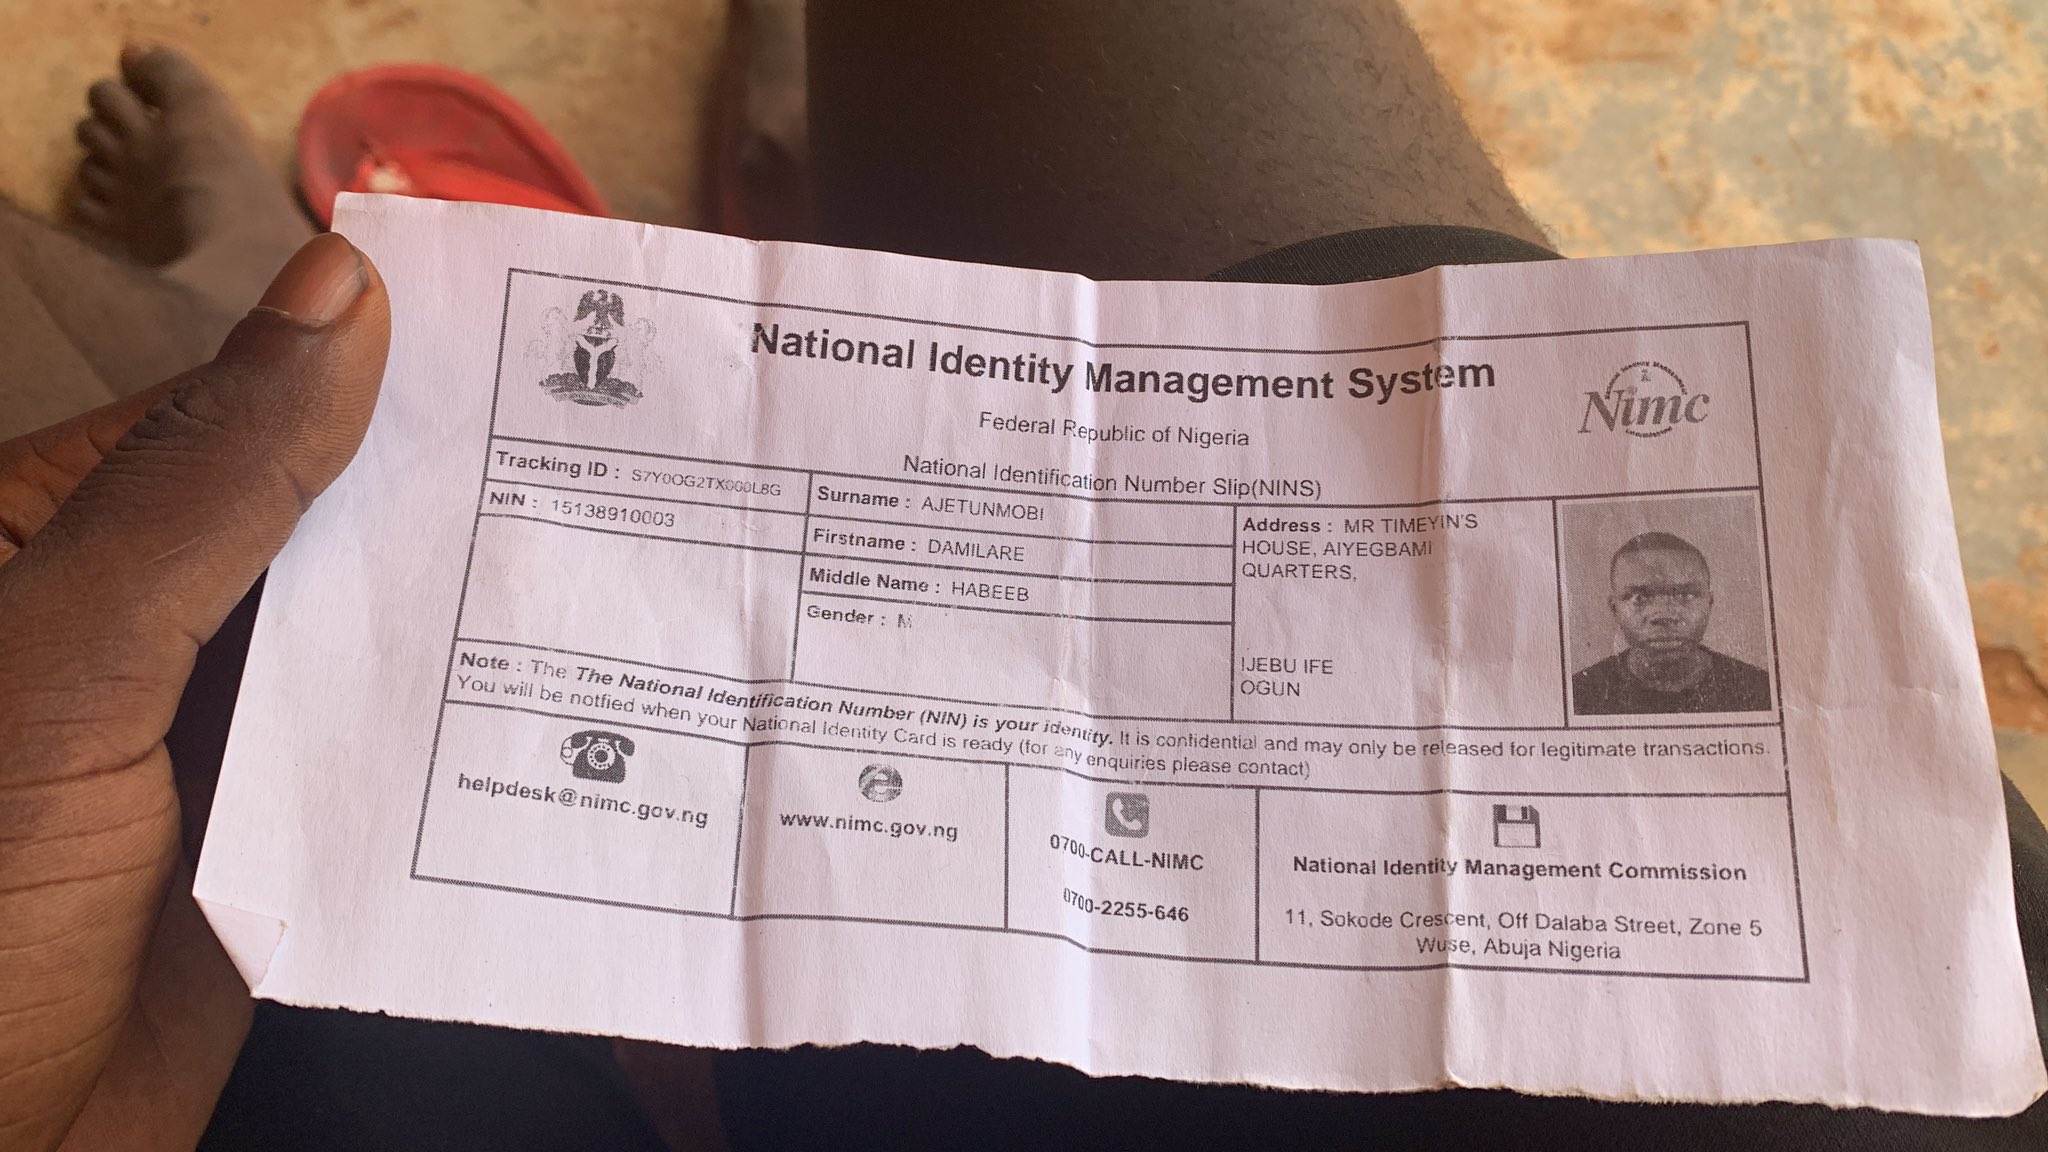 National Identity Management System
Federal Republic of Nigeria
National Identification Number Slip(NINS)
Nimc
Tracking ID :
NIN : 15138910003
Surname : AJETUNMOBI
Firstname : DAMILARE
Middle Name : HABEEB
Gender : M
Address : MR TIMEYIN'S
HOUSE, AIYEGBAMI
QUARTERS,
IJEBU IFE
OGUN
Note : The The National Identification Number (NIN) is your identity. It is confidential and may only be released for legitimate transactions.
You will be notfied when your National Identity Card is ready (for any enquiries please contact)
helpdesk@nimc.gov.ng
www.nimc.gov.ng
0700-CALL-NIMC
0700-2255-646
National Identity Management Commission
11, Sokode Crescent, Off Dalaba Street, Zone 5
Wuse, Abuja Nigeria